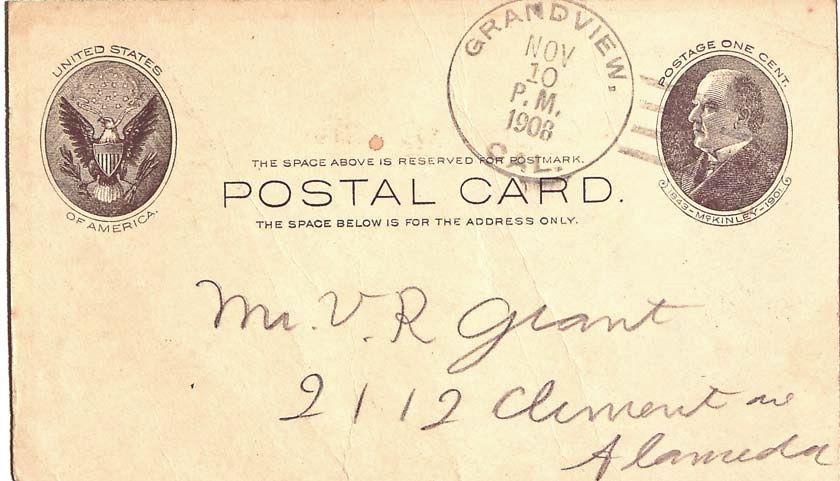 UNITED STATES
OF AMERICA.
GRANDVIEW,
NOV
10
P.M.
1908
CAL.
POSTAGE ONE CENT.
1843-McKINLEY-1901
THE SPACE ABOVE IS RESERVED FOR POSTMARK.
POSTAL CARD.
THE SPACE BELOW IS FOR THE ADDRESS ONLY.
Mr. V. R Grant
2112 Clement ave
Alameda